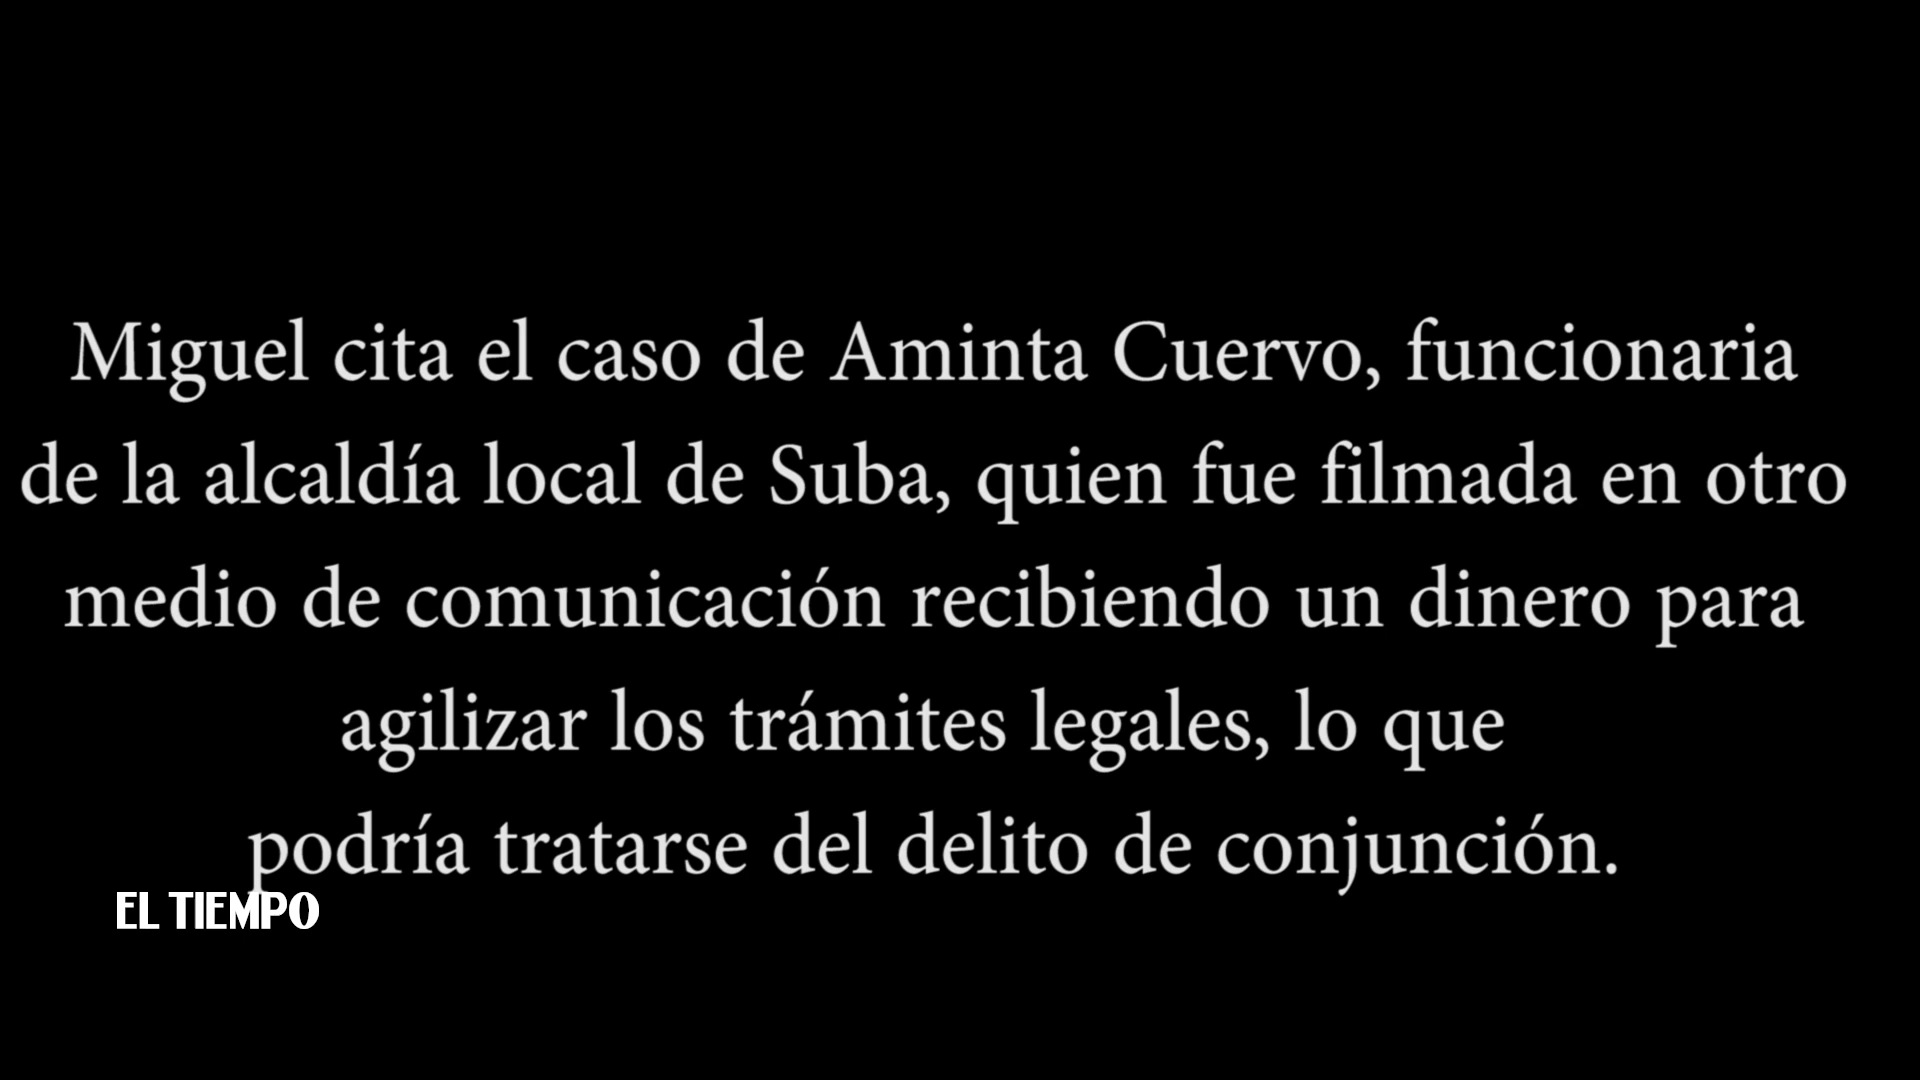 Miguel cita el caso de Aminta Cuervo, funcionaria
de la alcaldía local de Suba, quien fue filmada en otro
medio de comunicación recibiendo un dinero para
agilizar los trámites legales, lo que
podría tratarse del delito de conjunción.
EL TIEMPO